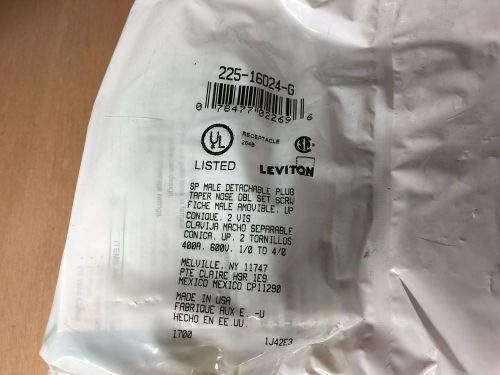 225-16D24-G
0 78477 02269 6
UL
RECEPTACLE
264B
LISTED
LEVITON
SP MALE DETACHABLE PLUG
TAPER NOSE DBL SET SCRW
FICHE MALE AMOVIBLE, UP
CONIQUE, 2 VIS
CLAVIJA MACHO SEPARABLE
CONICA, UP, 2 TORNILLOS
400A, 600V, 1/0 TO 4/0
MELVILLE, NY 11747
PTE CLAIRE H9R 1E9
MEXICO MEXICO CP11290
MADE IN USA
FABRIQUE AUX E. -U
HECHO EN EE.UU.
1700 1J42E3